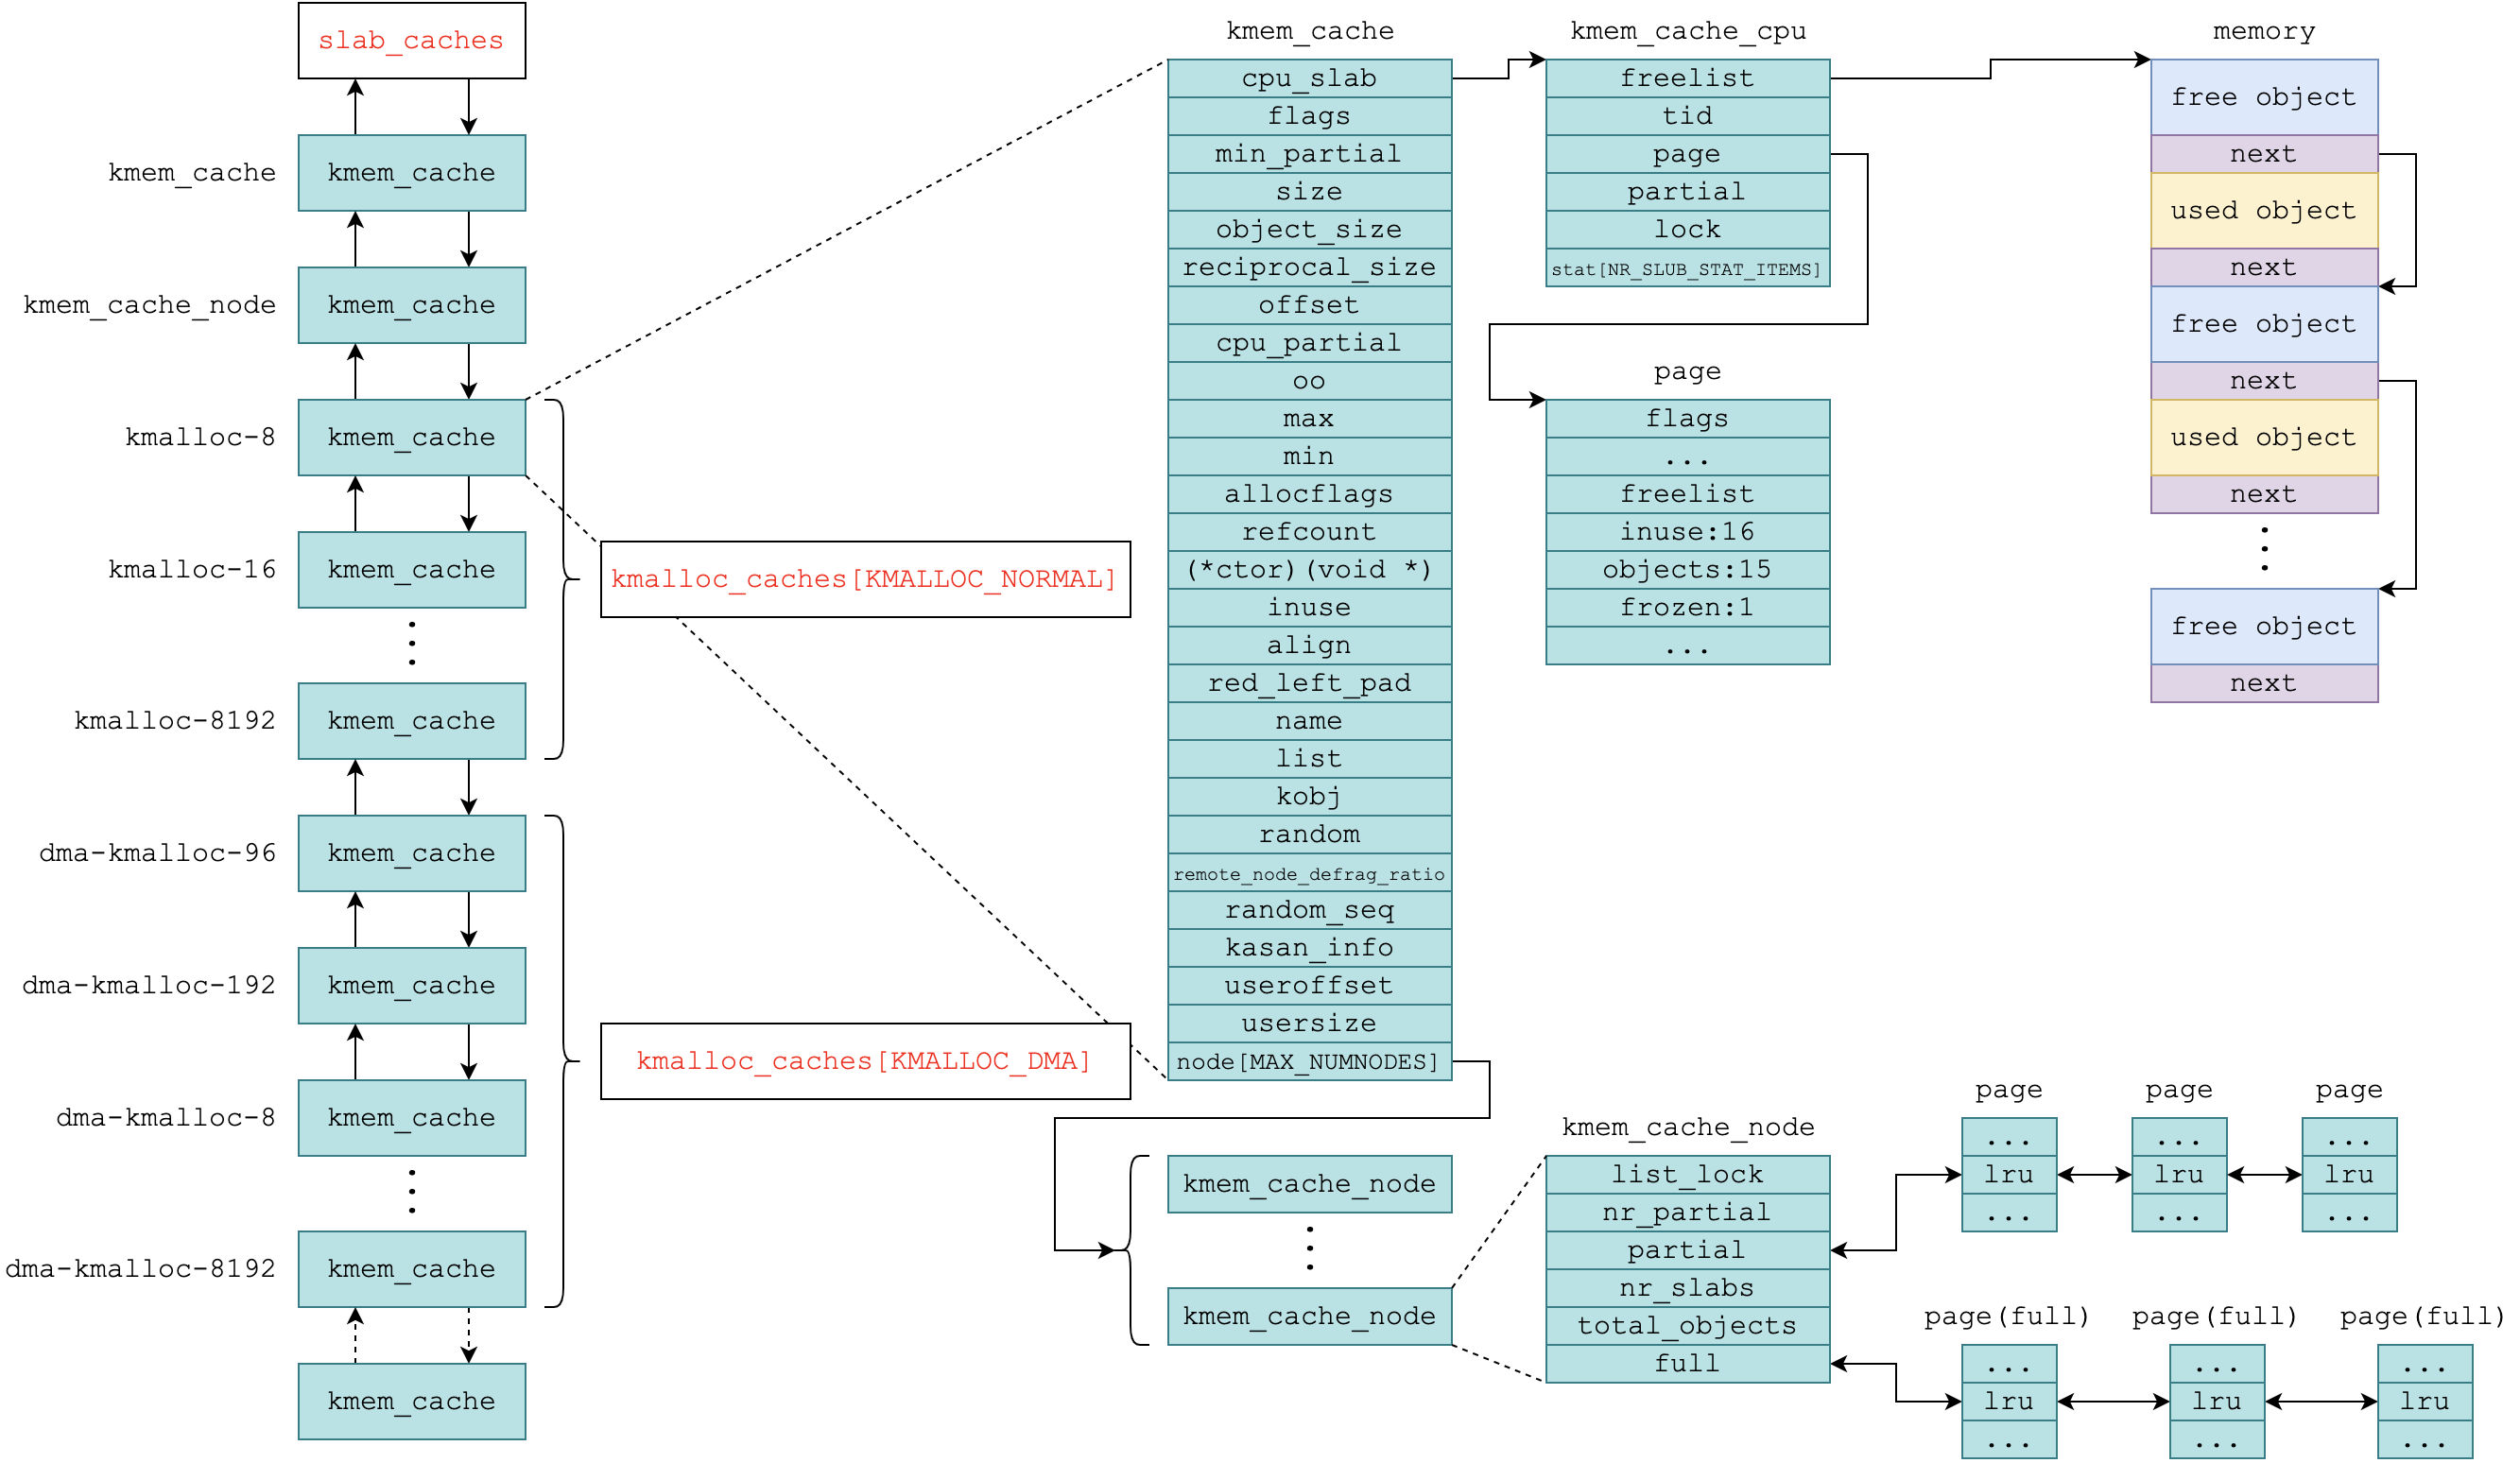 slab_caches
kmem_cache
kmem_cache
kmem_cache_node
kmem_cache
kmalloc-8
kmem_cache
kmalloc-16
kmem_cache
kmalloc-8192
kmem_cache
dma-kmalloc-96
kmem_cache
dma-kmalloc-192
kmem_cache
dma-kmalloc-8
kmem_cache
dma-kmalloc-8192
kmem_cache
kmem_cache
kmalloc_caches[KMALLOC_NORMAL]
kmalloc_caches[KMALLOC_DMA]
kmem_cache
cpu_slab
flags
min_partial
size
object_size
reciprocal_size
offset
cpu_partial
oo
max
min
allocflags
refcount
(*ctor)(void *)
inuse
align
red_left_pad
name
list
kobj
random
remote_node_defrag_ratio
random_seq
kasan_info
useroffset
usersize
node[MAX_NUMNODES]
kmem_cache_cpu
freelist
tid
page
partial
lock
stat[NR_SLUB_STAT_ITEMS]
page
flags
...
freelist
inuse:16
objects:15
frozen:1
...
memory
free object
next
used object
next
free object
next
used object
next
free object
next
kmem_cache_node
kmem_cache_node
kmem_cache_node
list_lock
nr_partial
partial
nr_slabs
total_objects
full
page page page
... ... ...
lru lru lru
... ... ...
page(full) page(full) page(full)
... ... ...
lru lru lru
... ... ...